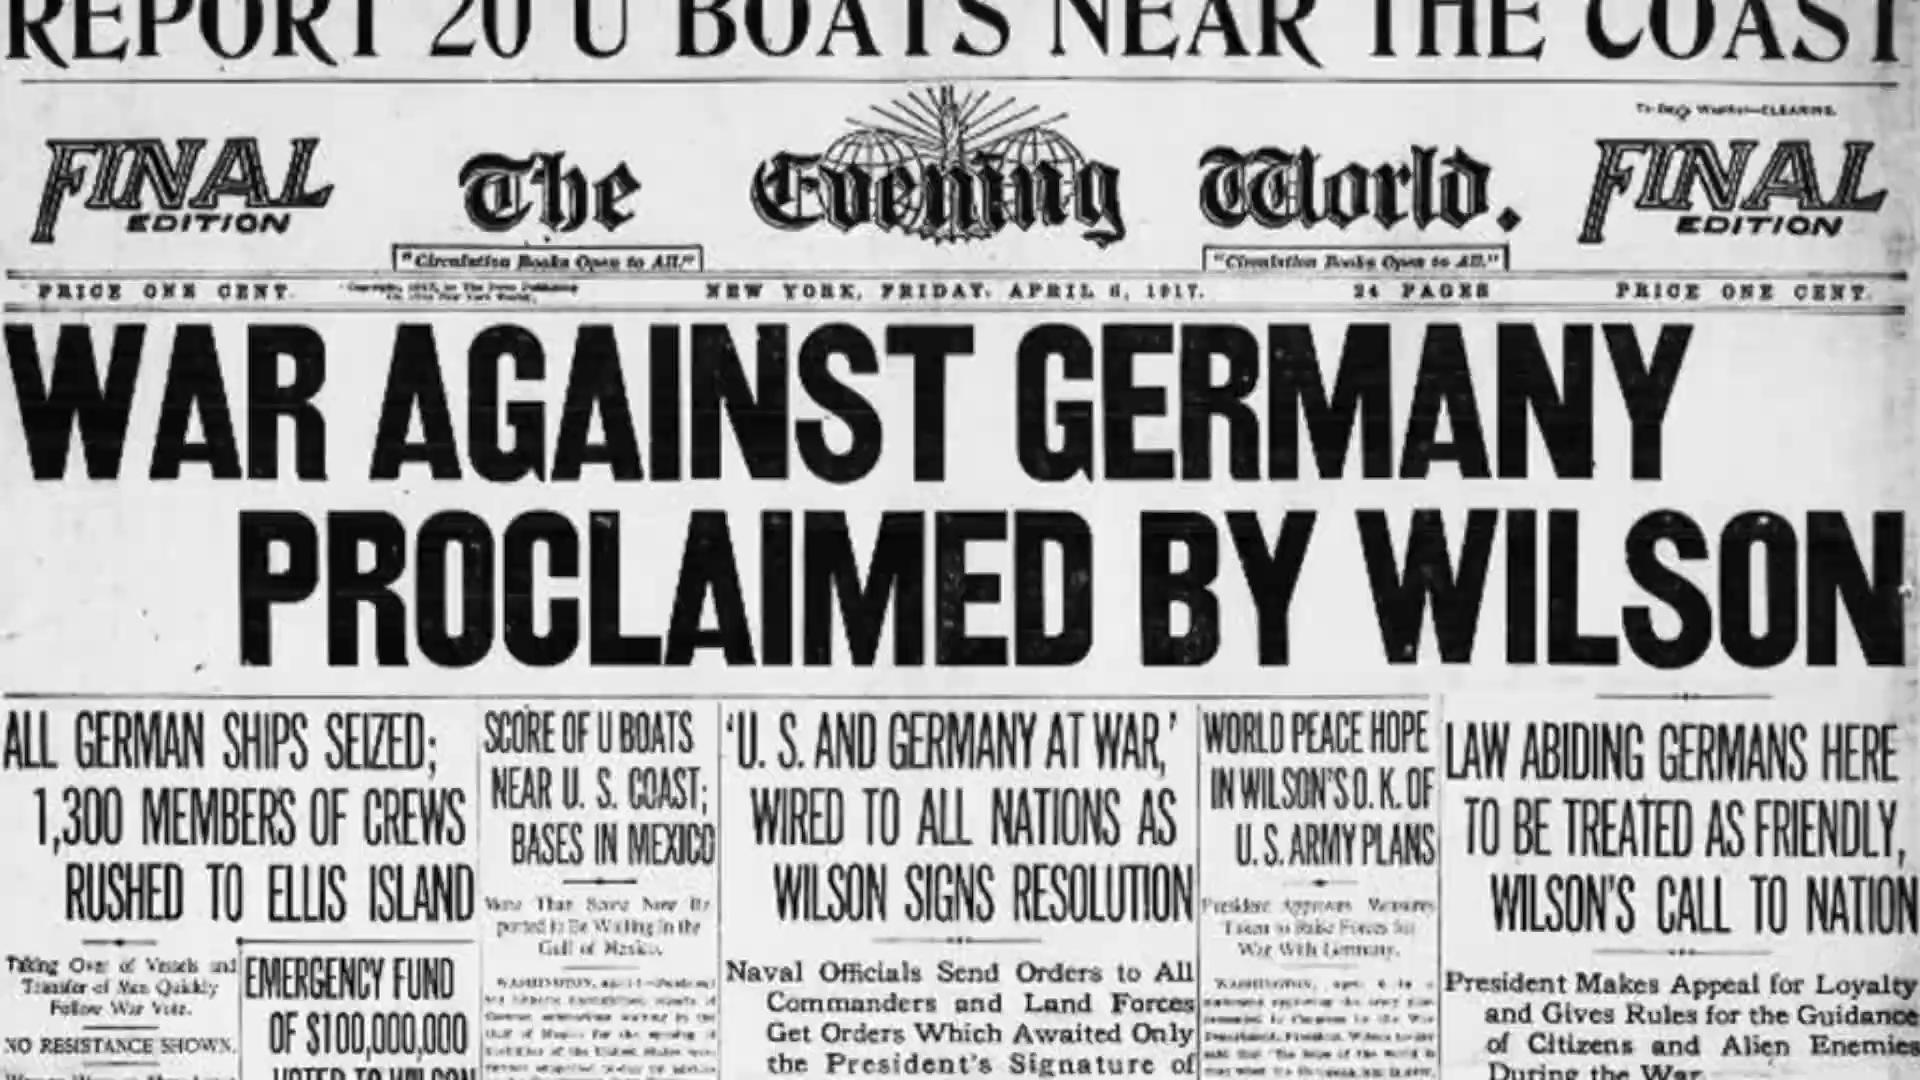 REPORT 20 U BOATS NEAR THE COAST
FINAL
EDITION
The Evening World.
FINAL
EDITION
"Circulation Books Open to All."
"Circulation Books Open to All."
PRICE ONE CENT.
NEW YORK, FRIDAY, APRIL 6, 1917.
24 PAGES
PRICE ONE CENT.
WAR AGAINST GERMANY
PROCLAIMED BY WILSON
ALL GERMAN SHIPS SEIZED;
1,300 MEMBERS OF CREWS
RUSHED TO ELLIS ISLAND
Taking Over of Vessels and
Transfer of Men Quickly
Follow War Vote.
NO RESISTANCE SHOWN.
EMERGENCY FUND
OF $100,000,000
VOTED TO WILSON
SCORE OF U BOATS
NEAR U. S. COAST;
BASES IN MEXICO
More Than Score Now Re
ported to Be Waiting in the
Gulf of Mexico.
'U. S. AND GERMANY AT WAR,'
WIRED TO ALL NATIONS AS
WILSON SIGNS RESOLUTION
Naval Officials Send Orders to All
Commanders and Land Forces
Get Orders Which Awaited Only
the President's Signature of
WORLD PEACE HOPE
IN WILSON'S O. K. OF
U. S. ARMY PLANS
President Approves Measures
Taken to Raise Forces for
War With Germany.
LAW ABIDING GERMANS HERE
TO BE TREATED AS FRIENDLY,
WILSON'S CALL TO NATION
President Makes Appeal for Loyalty
and Gives Rules for the Guidance
of Citizens and Alien Enemies
During the War.